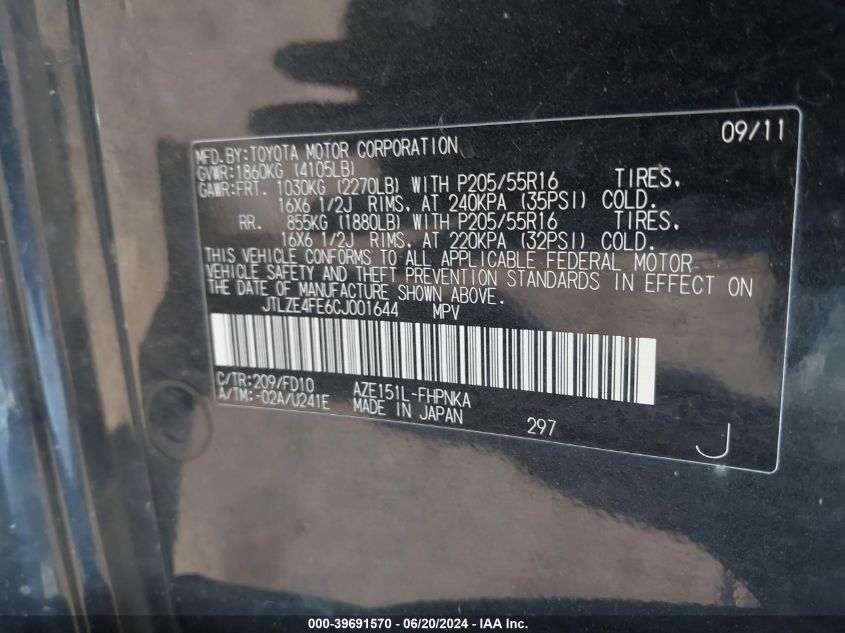 09/11
MFD.BY:TOYOTA MOTOR CORPORATION
GVWR:1860KG (4105LB)
GAWR:FRT. 1030KG (2270LB) WITH P205/55R16 TIRES,
16X6 1/2J RIMS, AT 240KPA (35PSI) COLD.
RR. 855KG (1880LB) WITH P205/55R16 TIRES,
16X6 1/2J RIMS, AT 220KPA (32PSI) COLD.
THIS VEHICLE CONFORMS TO ALL APPLICABLE FEDERAL MOTOR
VEHICLE SAFETY AND THEFT PREVENTION STANDARDS IN EFFECT ON
THE DATE OF MANUFACTURE SHOWN ABOVE.
JTLZE4FE6CJ001644 MPV
C/TR:209/FD10 AZE151L-FHPNKA
A/TM:-02A/U241E MADE IN JAPAN
297
J
000-39691570 / 06/20/2024 - IAA Inc.